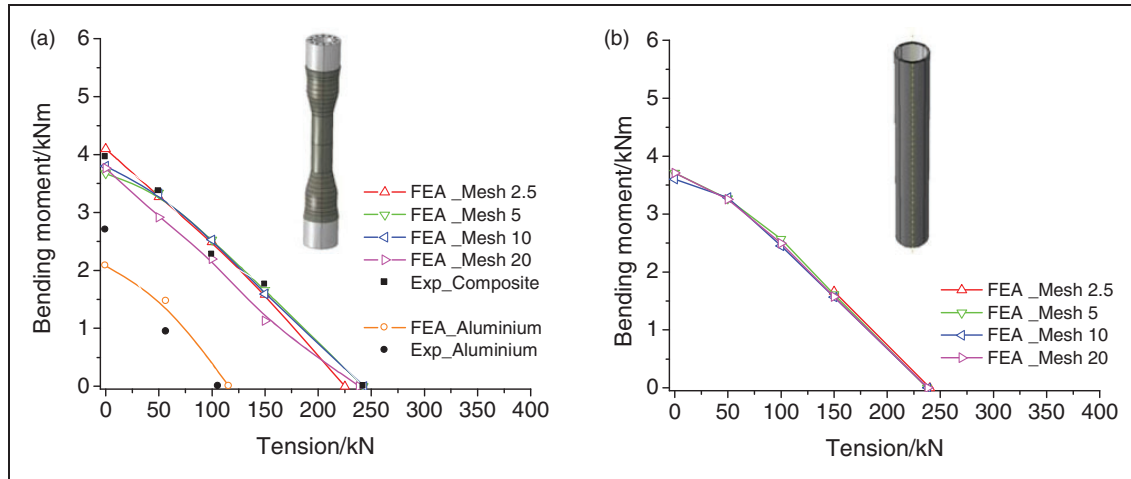 (a)
6
5
4
3
2
1
0
Bending moment/kNm
0 50 100 150 200 250 300 350 400
Tension/kN
FEA _Mesh 2.5
FEA _Mesh 5
FEA _Mesh 10
FEA _Mesh 20
Exp_Composite
FEA_Aluminium
Exp_Aluminium
(b)
6
5
4
3
2
1
0
Bending moment/kNm
0 50 100 150 200 250 300 350 400
Tension/kN
FEA _Mesh 2.5
FEA _Mesh 5
FEA _Mesh 10
FEA _Mesh 20